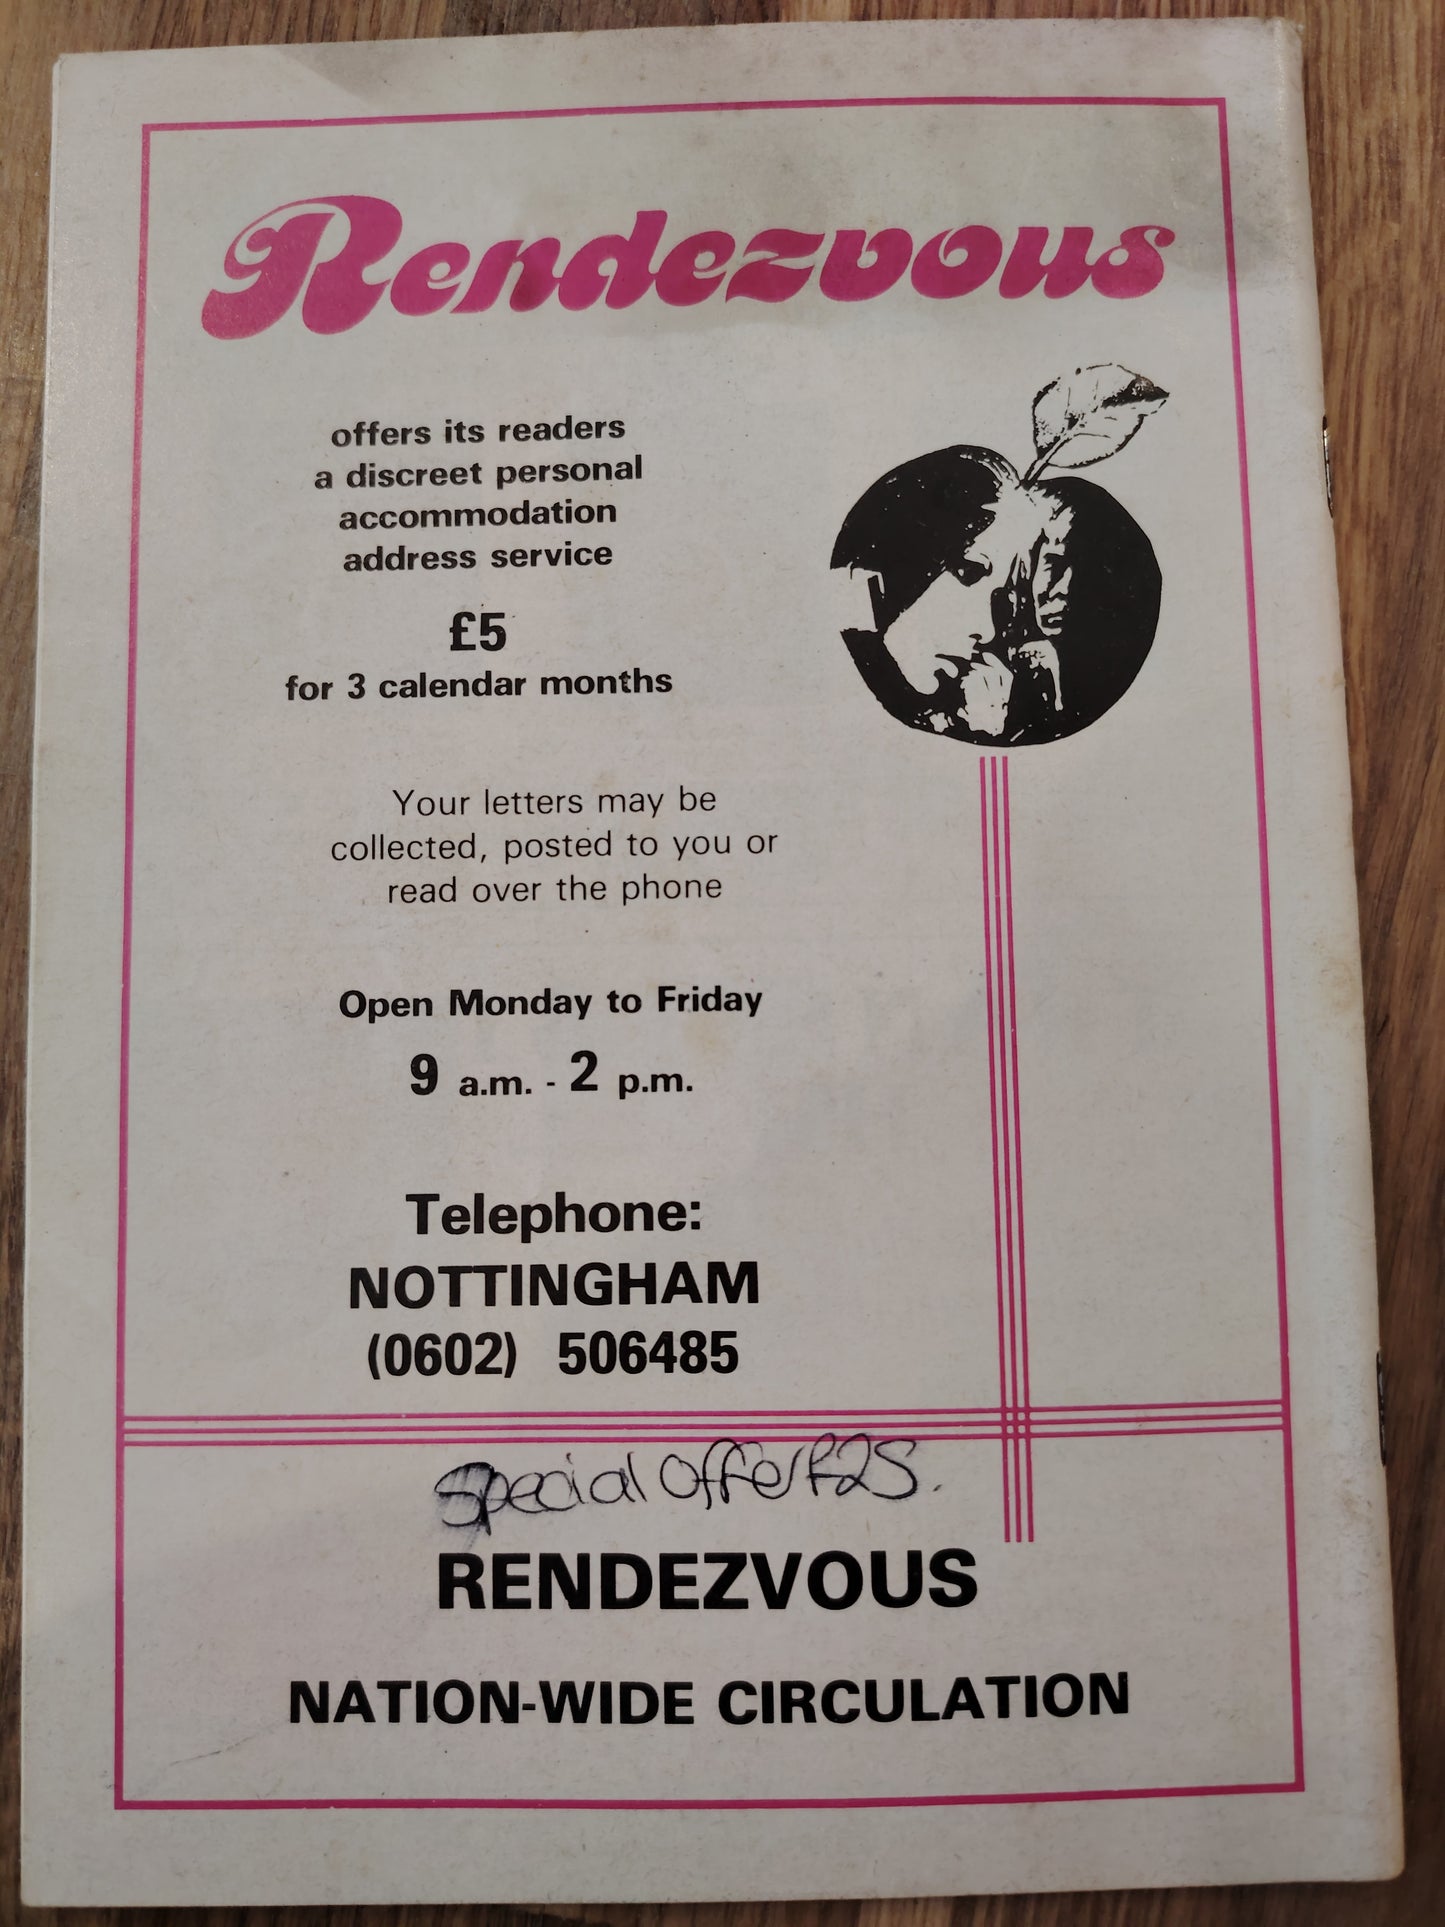 Rendezvous
offers its readers
a discreet personal
accommodation
address service
£5
for 3 calendar months
Your letters may be
collected, posted to you or
read over the phone
Open Monday to Friday
9 a.m. - 2 p.m.
Telephone:
NOTTINGHAM
(0602) 506485
Special Offer £25.
RENDEZVOUS
NATION-WIDE CIRCULATION